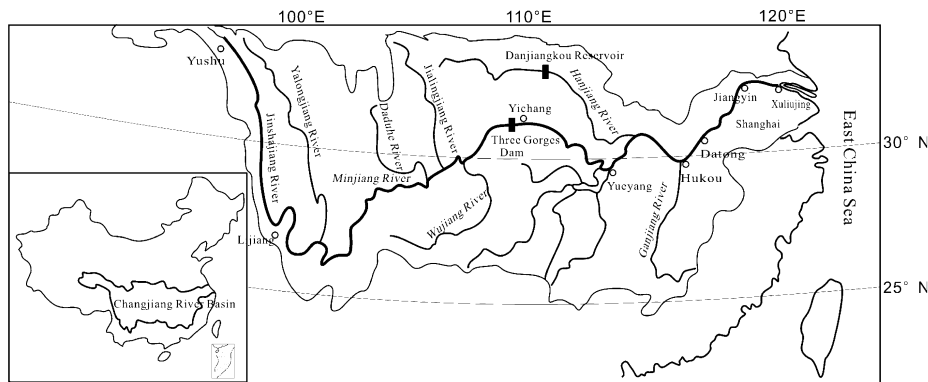 100°E
110°E
120°E
Yushu
Yalongjiang River
Jinshajiang River
Daduhe River
Jialingjiang River
Danjiangkou Reservoir
Hanjiang River
Yichang
Three Gorges
Dam
Minjiang River
Wujiang River
Yueyang
Ganjiang River
Hukou
Datong
Jiangyin
Xuliujing
Shanghai
East China Sea
30° N
25° N
Lijiang
Changjiang River Basin